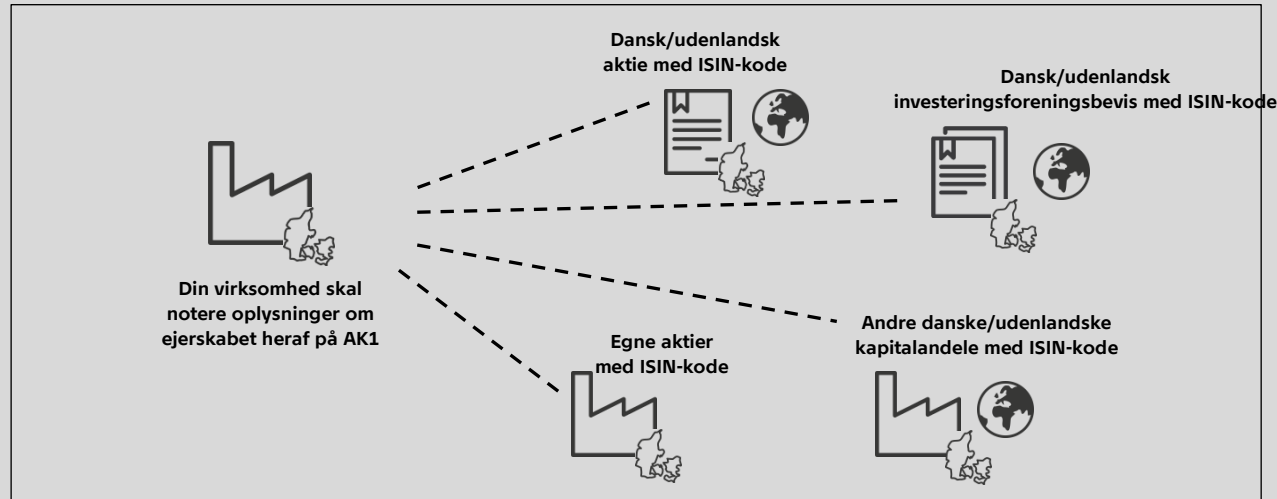 Dansk/udenlandsk
aktie med ISIN-kode
Dansk/udenlandsk
investeringsforeningsbevis med ISIN-kode
Din virksomhed skal
notere oplysninger om
ejerskabet heraf på AK1
Egne aktier
med ISIN-kode
Andre danske/udenlandske
kapitalandele med ISIN-kode